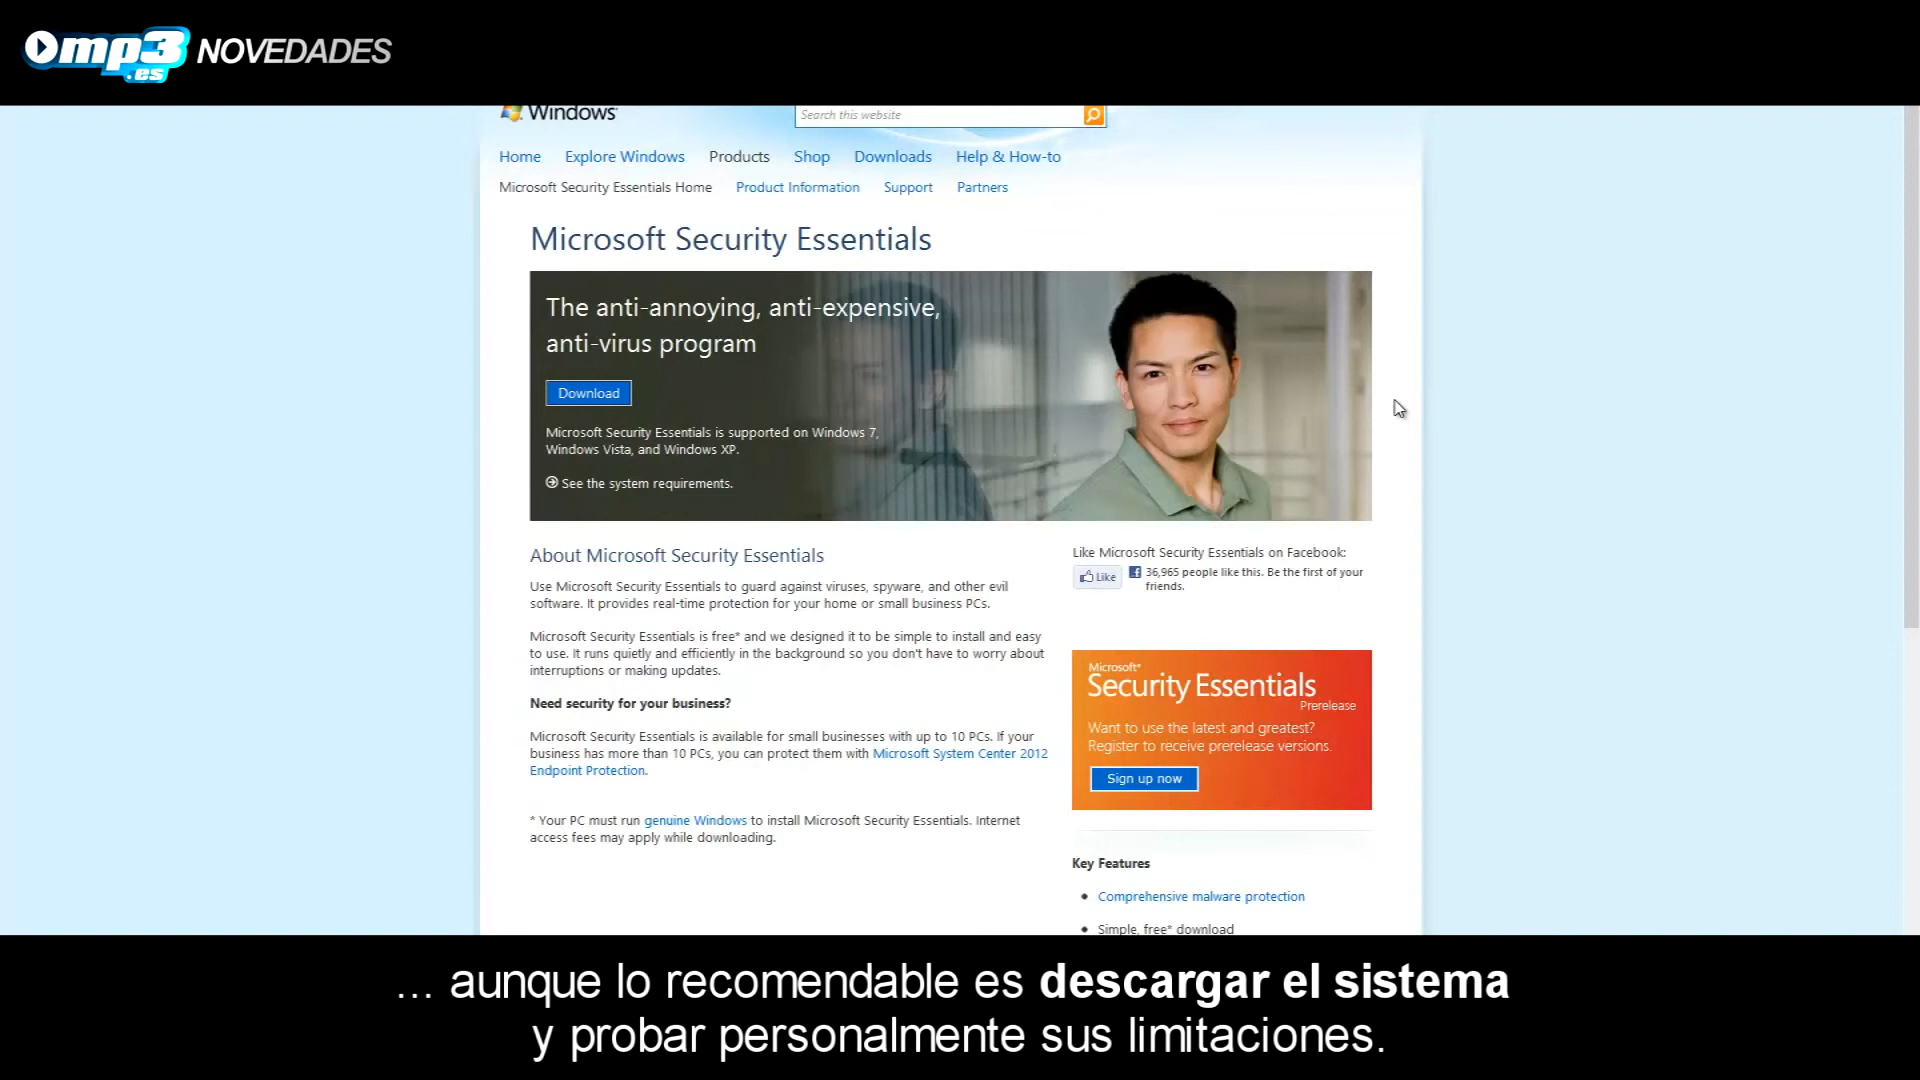 mp3 NOVEDADES
.es
Windows
Search this website
Home Explore Windows Products Shop Downloads Help & How-to
Microsoft Security Essentials Home Product Information Support Partners
Microsoft Security Essentials
The anti-annoying, anti-expensive,
anti-virus program
Download
Microsoft Security Essentials is supported on Windows 7,
Windows Vista, and Windows XP.
See the system requirements.
About Microsoft Security Essentials
Use Microsoft Security Essentials to guard against viruses, spyware, and other evil
software. It provides real-time protection for your home or small business PCs.
Microsoft Security Essentials is free* and we designed it to be simple to install and easy
to use. It runs quietly and efficiently in the background so you don't have to worry about
interruptions or making updates.
Need security for your business?
Microsoft Security Essentials is available for small businesses with up to 10 PCs. If your
business has more than 10 PCs, you can protect them with Microsoft System Center 2012
Endpoint Protection.
* Your PC must run genuine Windows to install Microsoft Security Essentials. Internet
access fees may apply while downloading.
Like Microsoft Security Essentials on Facebook:
Like 36,965 people like this. Be the first of your
friends.
Microsoft*
Security Essentials
Prerelease
Want to use the latest and greatest?
Register to receive prerelease versions.
Sign up now
Key Features
Comprehensive malware protection
Simple, free* download
... aunque lo recomendable es descargar el sistema
y probar personalmente sus limitaciones.